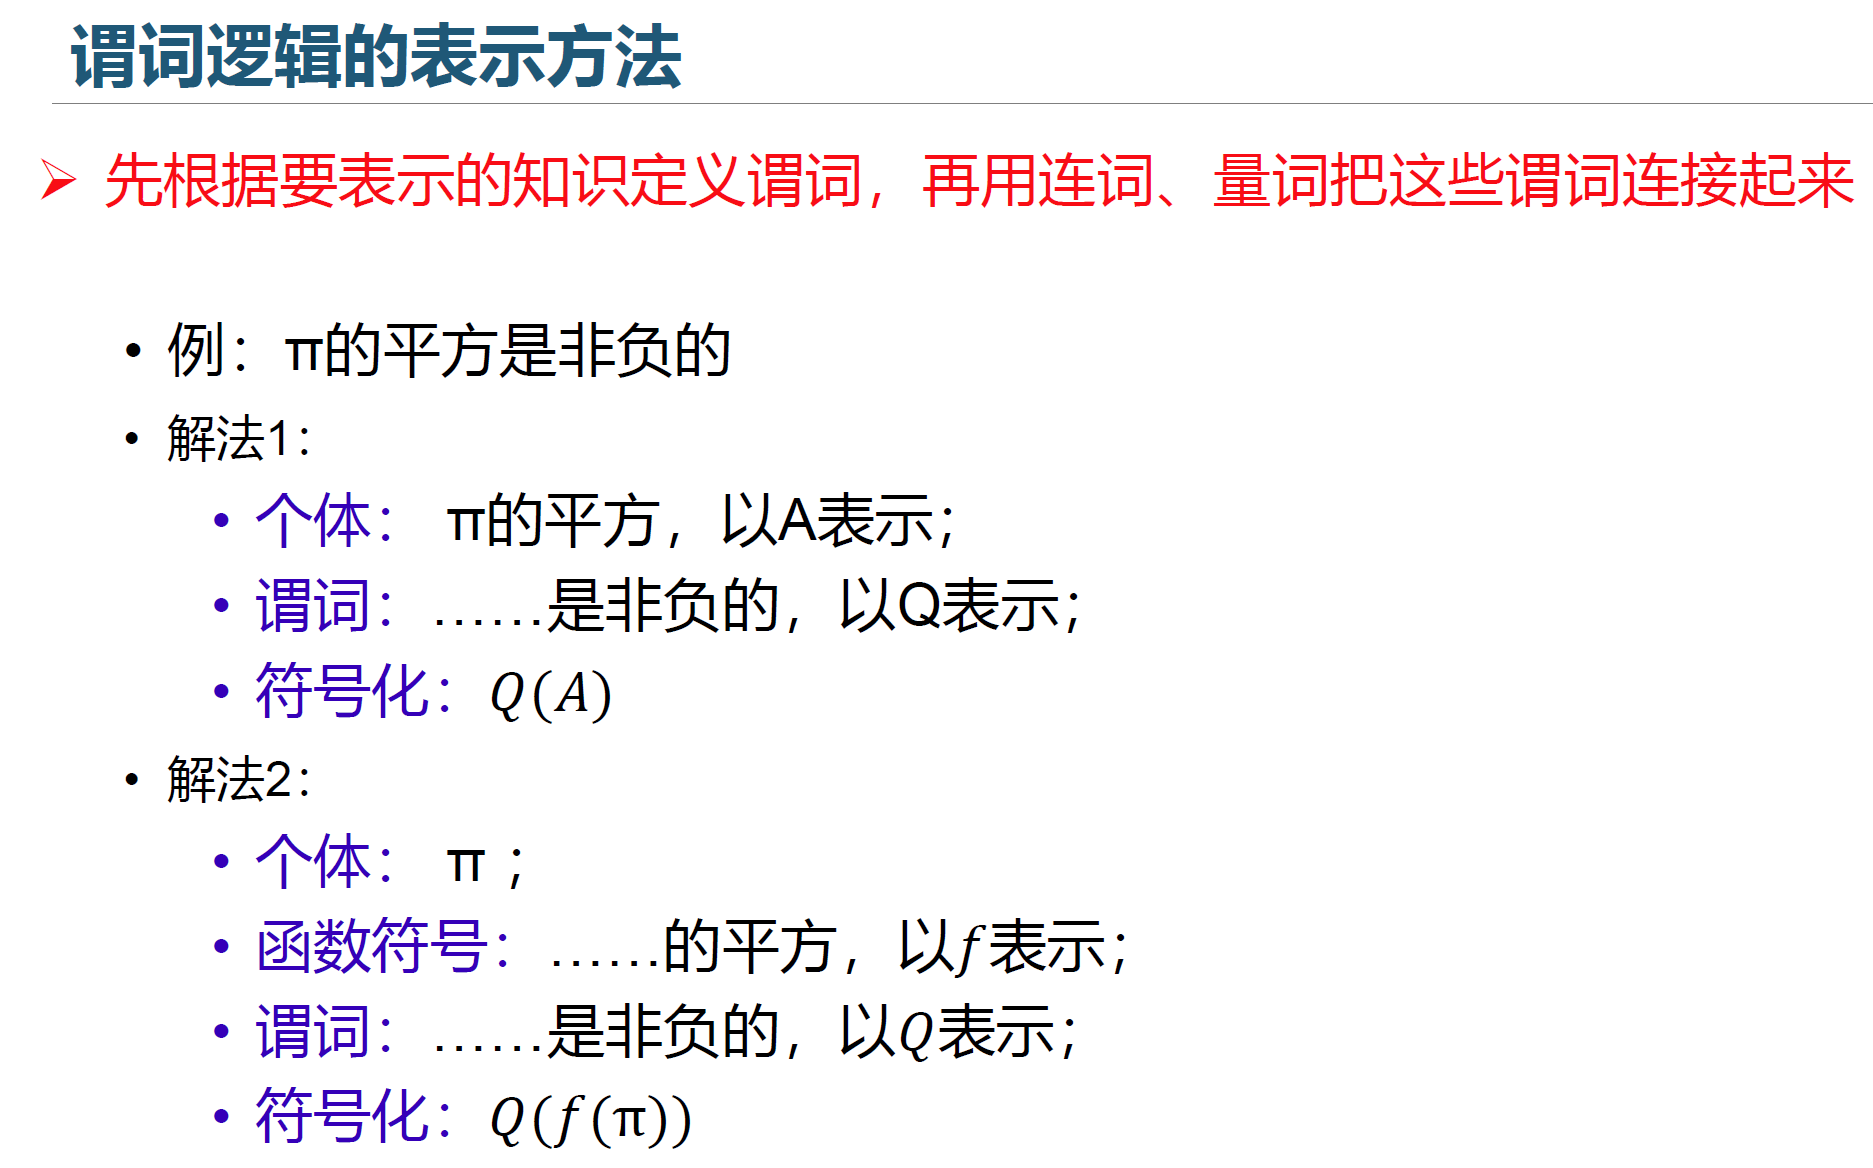 谓词逻辑的表示方法
➢ 先根据要表示的知识定义谓词，再用连词、量词把这些谓词连接起来
• 例：π的平方是非负的
• 解法1：
• 个体： π的平方，以A表示；
• 谓词：……是非负的，以Q表示；
• 符号化：Q(A)
• 解法2：
• 个体： π ；
• 函数符号：……的平方，以f表示；
• 谓词：……是非负的，以Q表示；
• 符号化：Q(f(π))